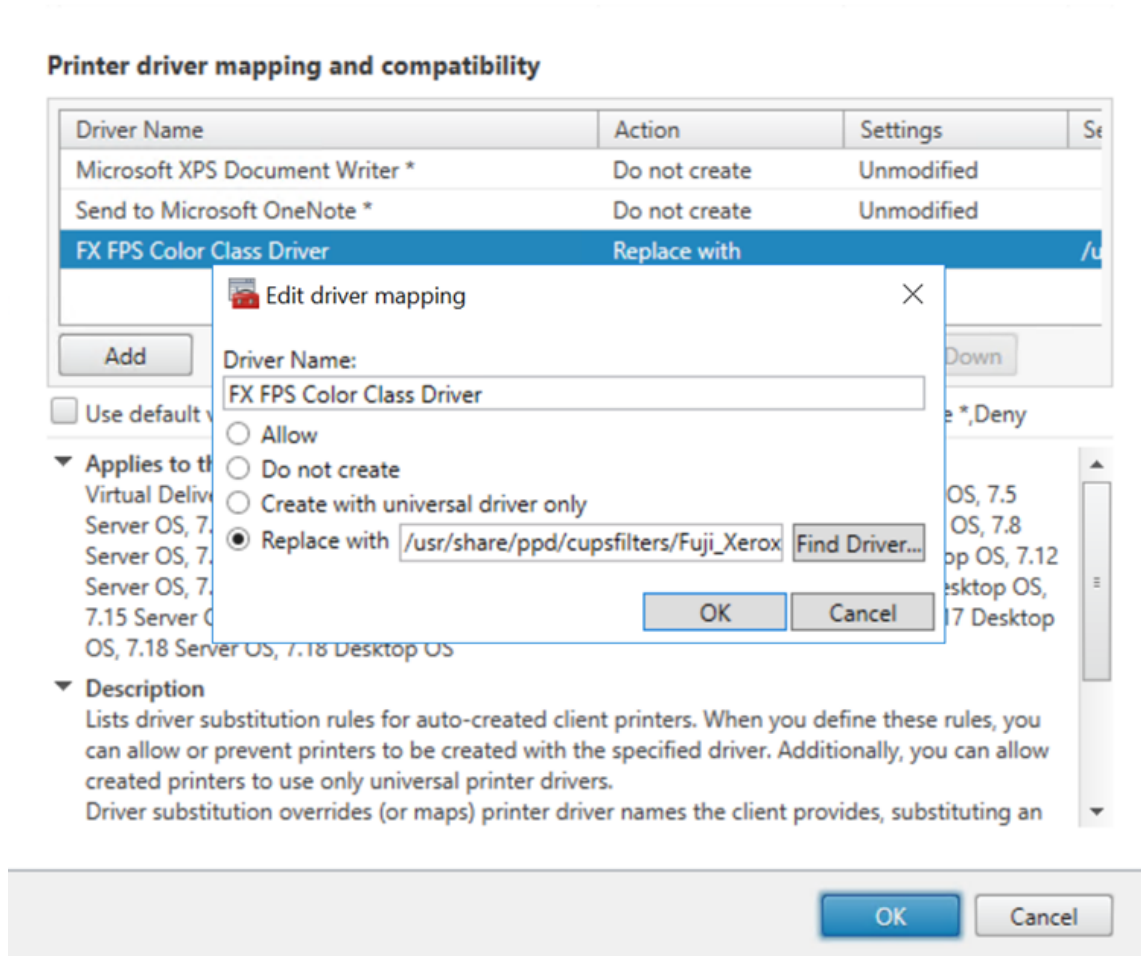 Printer driver mapping and compatibility
Driver Name Action Settings
Microsoft XPS Document Writer * Do not create Unmodified
Send to Microsoft OneNote * Do not create Unmodified
FX FPS Color Class Driver Replace with /u
Edit driver mapping
Add Down
Driver Name:
FX FPS Color Class Driver
Use default e *,Deny
Allow
Applies to th
Do not create
Virtual Delive OS, 7.5
Create with universal driver only
Server OS, 7. OS, 7.8
Replace with /usr/share/ppd/cupsfilters/Fuji_Xerox Find Driver...
Server OS, 7. op OS, 7.12
Server OS, 7. esktop OS,
OK Cancel
7.15 Server 17 Desktop
OS, 7.18 Server OS, 7.18 Desktop OS
Description
Lists driver substitution rules for auto-created client printers. When you define these rules, you
can allow or prevent printers to be created with the specified driver. Additionally, you can allow
created printers to use only universal printer drivers.
Driver substitution overrides (or maps) printer driver names the client provides, substituting an
OK Cancel